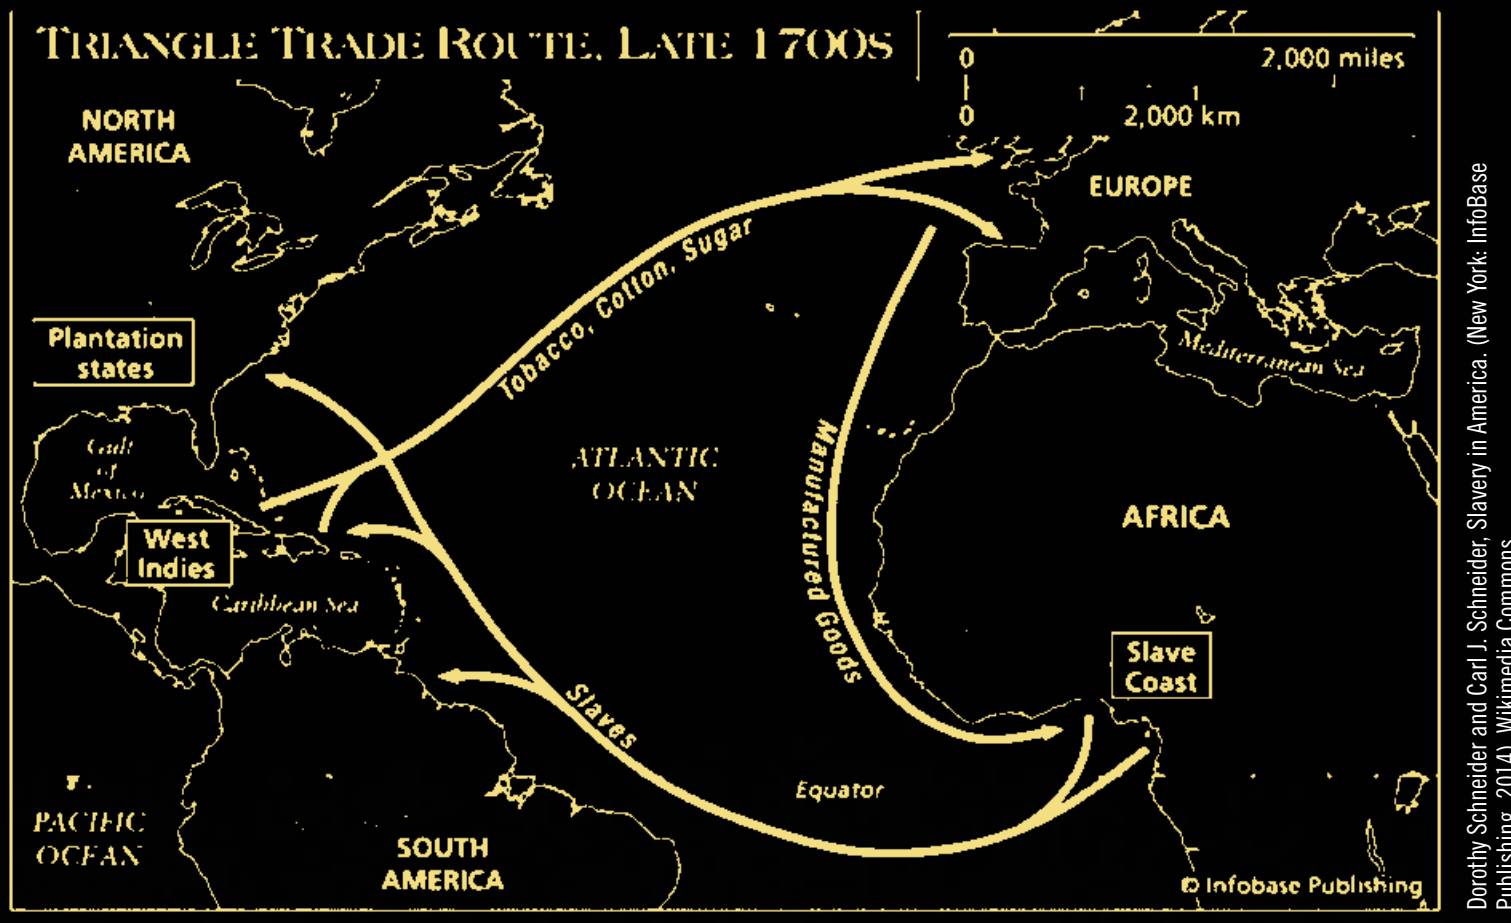 TRIANGLE TRADE ROUTE, LATE 1700S
0
2,000 miles
0
2,000 km
NORTH
AMERICA
EUROPE
Tobacco, Cotton, Sugar
Plantation
states
Mediterranean Sea
Gulf
of
Mexico
ATLANTIC
OCEAN
Manufactured Goods
AFRICA
West
Indies
Caribbean Sea
Slave
Coast
Slaves
Equator
PACIFIC
OCEAN
SOUTH
AMERICA
© Infobase Publishing
Dorothy Schneider and Carl J. Schneider, Slavery in America. (New York: InfoBase
Publishing, 2014). Wikimedia Commons